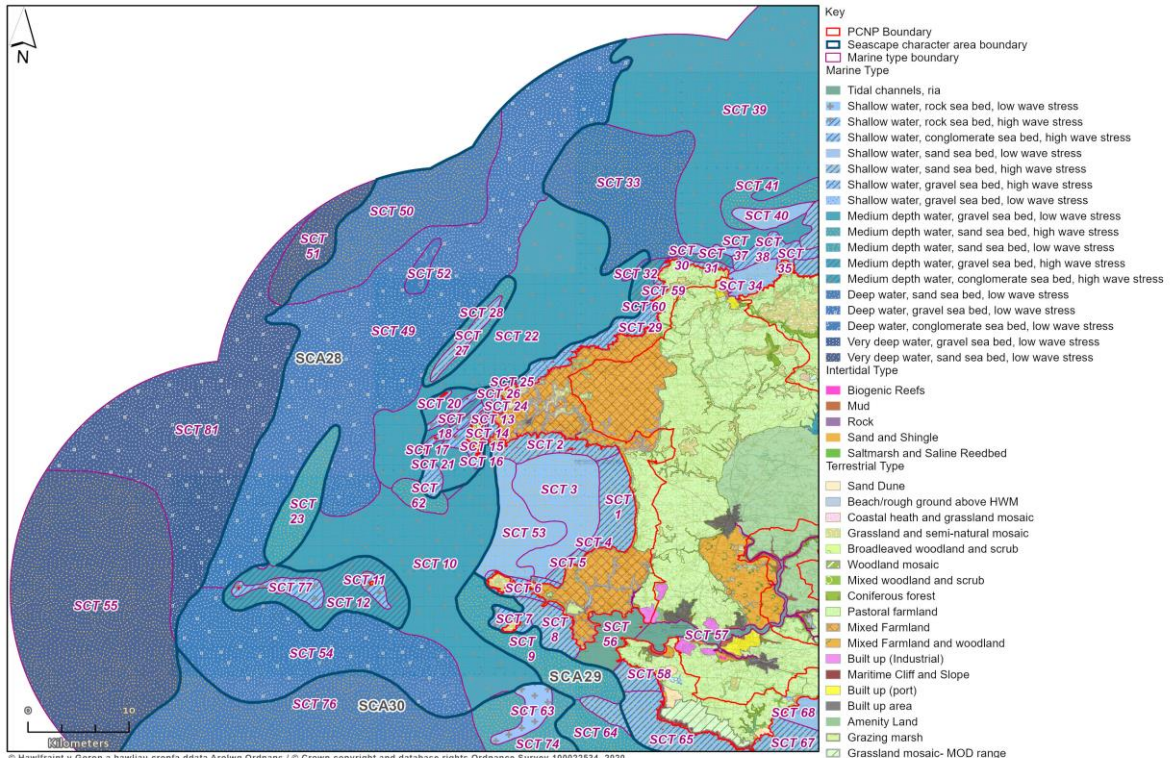 N
SCT 39
SCT 33
SCT 41
SCT 50
SCT 40
SCT
51
SCT
37
SCT
38
SCT
30
SCT
31
SCT
35
SCT 52
SCT 32
SCT 34
SCT 59
SCT 60
SCT 28
SCT 29
SCT 49
SCT
27
SCT 22
SCA28
SCT 25
SCT 26
SCT 20
SCT 24
SCT
18
SCT 13
SCT 14
SCT 81
SCT 17
SCT 15
SCT 2
SCT 21
SCT 16
SCT
62
SCT 3
SCT
1
SCT
23
SCT 53
SCT 4
SCT 10
SCT 5
SCT 11
SCT 77
SCT 12
SCT 6
SCT 55
SCT 7
SCT
8
SCT
56
SCT 57
SCT
9
SCT 54
SCA29
SCT 58
SCT 76
SCA30
SCT 63
SCT 64
SCT 65
SCT 68
SCT 74
SCT 67
0 10
Kilometers
© Hawlfraint y Goron a hawliau cronfa ddata Arolwg Ordnans / © Crown copyright and database rights Ordnance Survey 100022534, 2020
Key
PCNP Boundary
Seascape character area boundary
Marine type boundary
Marine Type
Tidal channels, ria
Shallow water, rock sea bed, low wave stress
Shallow water, rock sea bed, high wave stress
Shallow water, conglomerate sea bed, high wave stress
Shallow water, sand sea bed, low wave stress
Shallow water, sand sea bed, high wave stress
Shallow water, gravel sea bed, high wave stress
Shallow water, gravel sea bed, low wave stress
Medium depth water, gravel sea bed, low wave stress
Medium depth water, sand sea bed, high wave stress
Medium depth water, sand sea bed, low wave stress
Medium depth water, gravel sea bed, high wave stress
Medium depth water, conglomerate sea bed, high wave stress
Deep water, sand sea bed, low wave stress
Deep water, gravel sea bed, low wave stress
Deep water, conglomerate sea bed, low wave stress
Very deep water, gravel sea bed, low wave stress
Very deep water, sand sea bed, low wave stress
Intertidal Type
Biogenic Reefs
Mud
Rock
Sand and Shingle
Saltmarsh and Saline Reedbed
Terrestrial Type
Sand Dune
Beach/rough ground above HWM
Coastal heath and grassland mosaic
Grassland and semi-natural mosaic
Broadleaved woodland and scrub
Woodland mosaic
Mixed woodland and scrub
Coniferous forest
Pastoral farmland
Mixed Farmland
Mixed Farmland and woodland
Built up (Industrial)
Maritime Cliff and Slope
Built up (port)
Built up area
Amenity Land
Grazing marsh
Grassland mosaic- MOD range